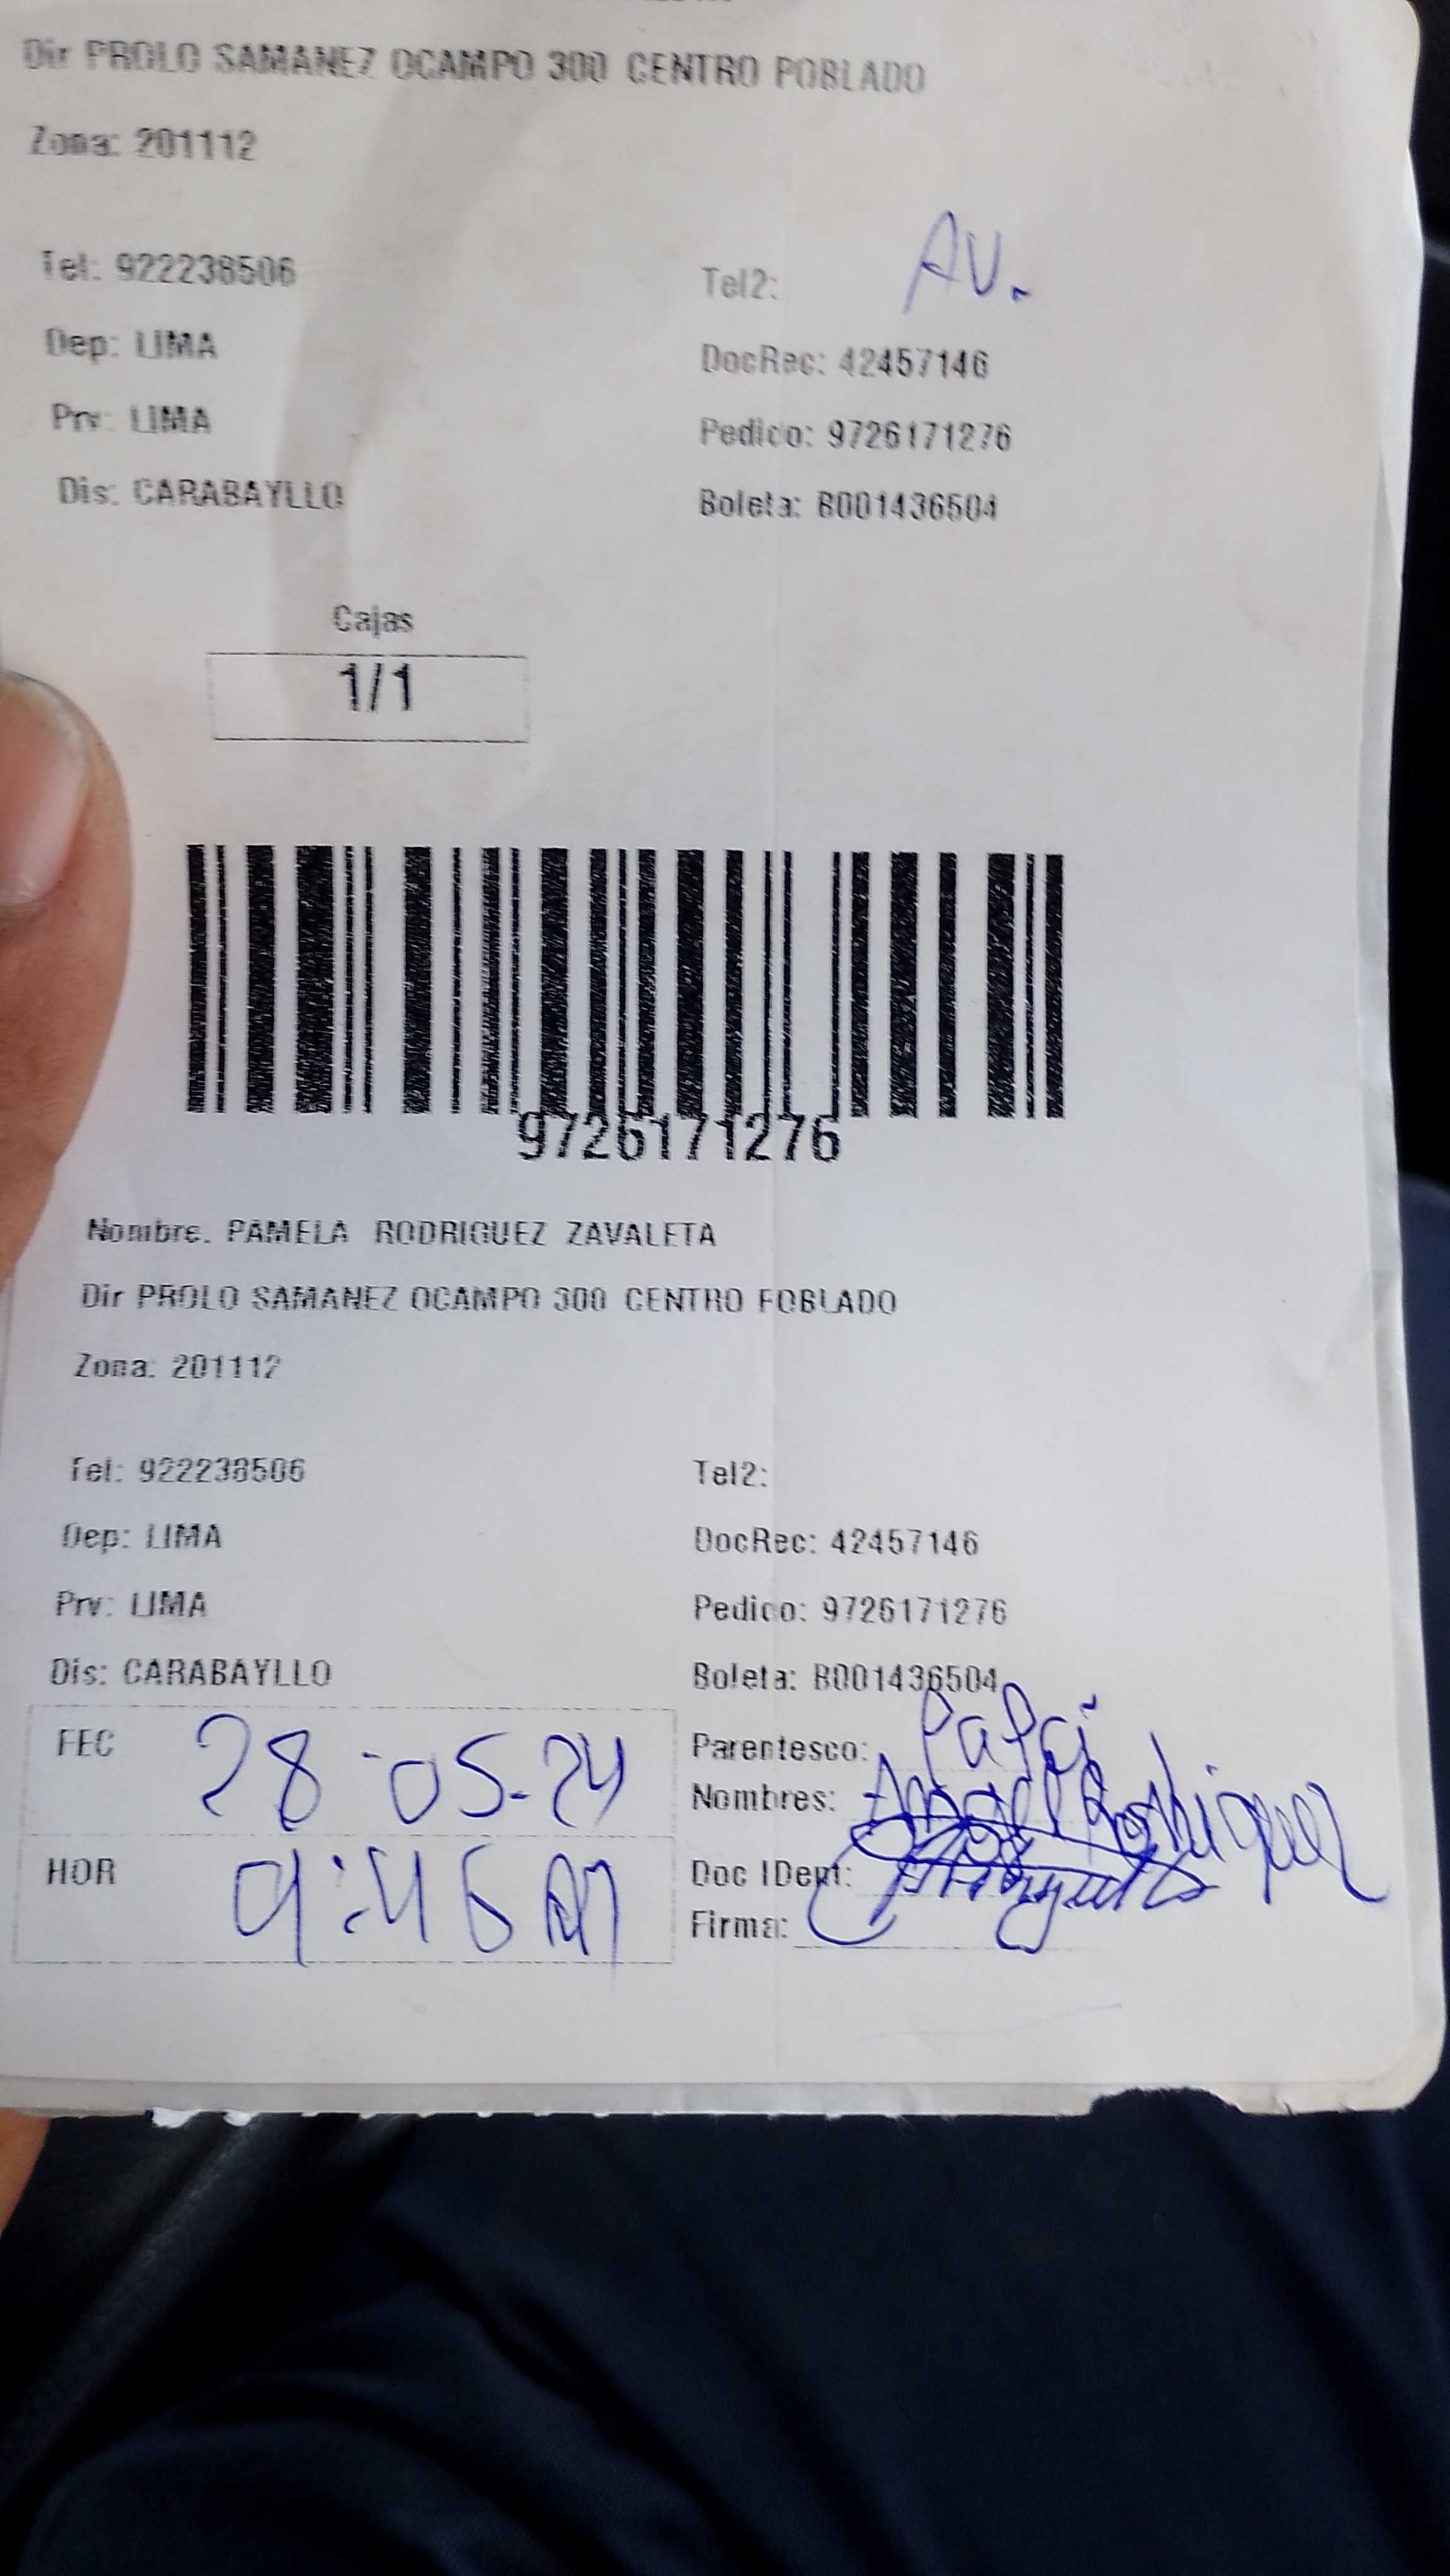 Dir PROLO SAMANEZ OCAMPO 300 CENTRO POBLADO
Zona: 201112
AV.
Tel: 922238506 Tel2:
Dep: LIMA DocRec: 42457146
Prv: LIMA Pedido: 9726171276
Dis: CARABAYLLO Boleta: B001436504
Cajas
1/1
9726171276
Nombre. PAMELA RODRIGUEZ ZAVALETA
Dir PROLO SAMANEZ OCAMPO 300 CENTRO POBLADO
Zona: 201112
Tel: 922238506 Tel2:
Dep: LIMA DocRec: 42457146
Prv: LIMA Pedido: 9726171276
Dis: CARABAYLLO Boleta: B001436504
FEC 28-05-24 Parentesco: Papá
Nombres: Rodriguez
HOR 9:46 AM Doc IDent:
Firma: